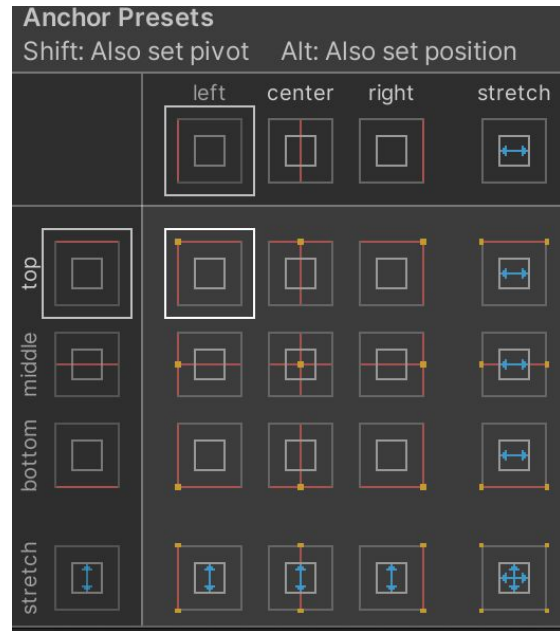 Anchor Presets
Shift: Also set pivot Alt: Also set position
left center right stretch
top
middle
bottom
stretch